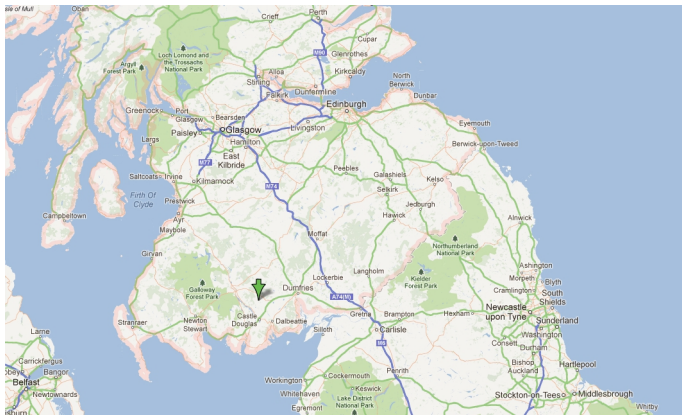 Isle of Mull
Oban
Crieff
Perth
Cupar
M90
Glenrothes
Loch Lomond and
the Trossachs
National Park
Argyll
Forest Park
Alloa
Stirling
Kirkcaldy
North
Berwick
Falkirk
Dunfermline
Dunbar
Edinburgh
Greenock
Port
Glasgow
Bearsden
Eyemouth
Paisley
Glasgow
Livingston
Largs
Hamilton
Berwick-upon-Tweed
East
Kilbride
M77
Peebles
Galashiels
Saltcoats
Irvine
Kilmarnock
M74
Selkirk
Kelso
Firth Of
Clyde
Prestwick
Jedburgh
Campbeltown
Ayr
Hawick
Alnwick
Maybole
Moffat
Northumberland
National Park
Girvan
Langholm
Ashington
Lockerbie
Kielder
Forest Park
Morpeth
Blyth
Galloway
Forest Park
Dumfries
Cramlington
South
Shields
A74(M)
Newcastle
upon Tyne
Stranraer
Newton
Stewart
Castle
Douglas
Dalbeattie
Gretna
Brampton
Hexham
Sunderland
Silloth
Carlisle
Washington
Larne
M6
Consett
Durham
Carrickfergus
Bishop
Auckland
Hartlepool
Bangor
Penrith
Belfast
Workington
Cockermouth
Newtownards
Whitehaven
Keswick
Stockton-on-Tees
Middlesbrough
Lake District
National Park
Egremont
Whitby